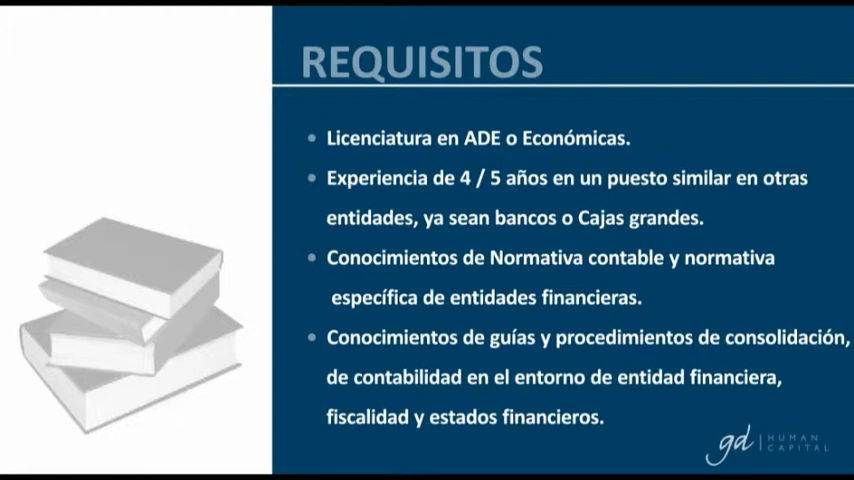 REQUISITOS
• Licenciatura en ADE o Económicas.
• Experiencia de 4 / 5 años en un puesto similar en otras
entidades, ya sean bancos o Cajas grandes.
• Conocimientos de Normativa contable y normativa
específica de entidades financieras.
• Conocimientos de guías y procedimientos de consolidación,
de contabilidad en el entorno de entidad financiera,
fiscalidad y estados financieros.
gd | HUMAN
CAPITAL